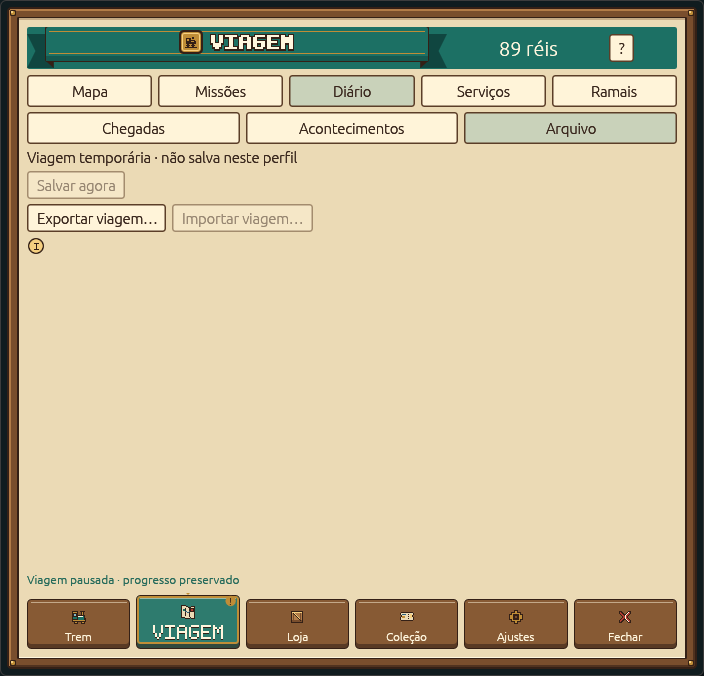 VIAGEM
89 réis
?
Mapa
Missões
Diário
Serviços
Ramais
Chegadas
Acontecimentos
Arquivo
Viagem temporária · não salva neste perfil
Salvar agora
Exportar viagem...
Importar viagem...
I
Viagem pausada · progresso preservado
!
Trem
VIAGEM
Loja
Coleção
Ajustes
Fechar